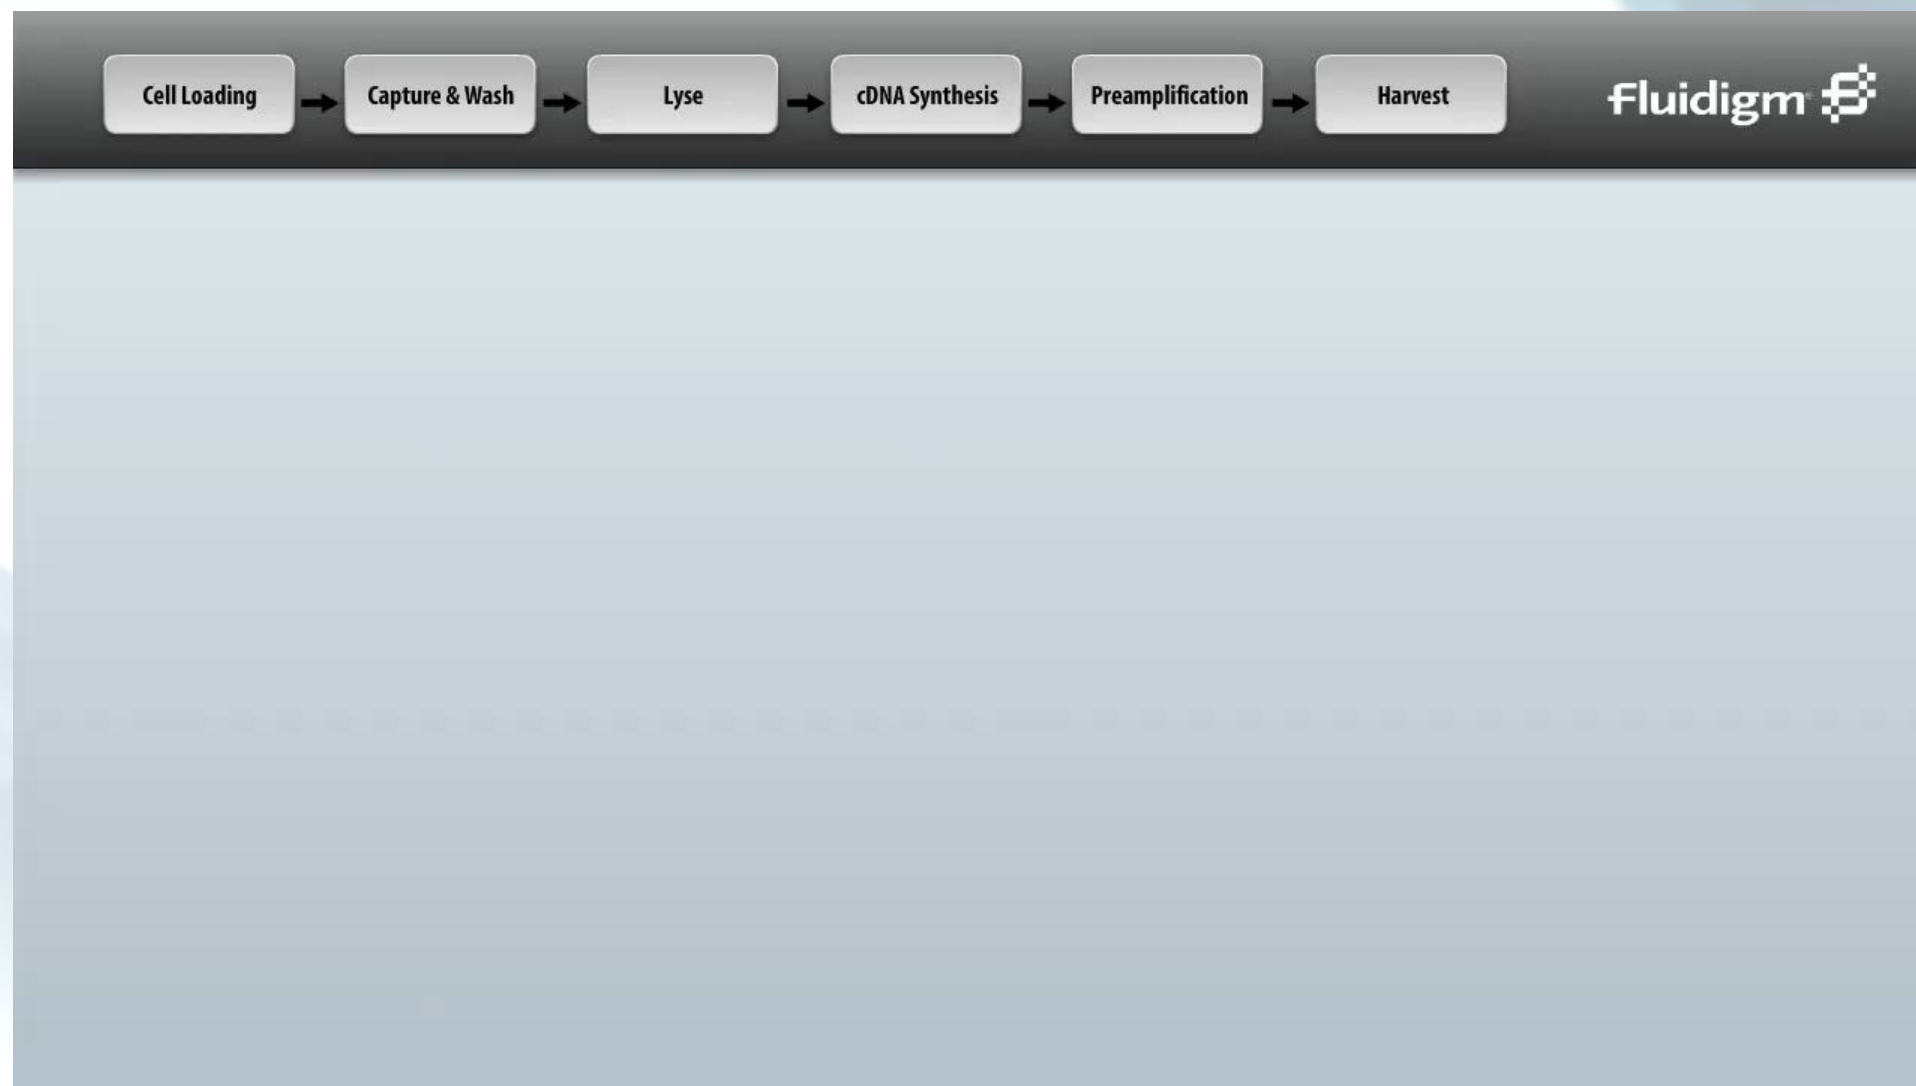 Cell Loading
Capture & Wash
Lyse
cDNA Synthesis
Preamplification
Harvest
Fluidigm